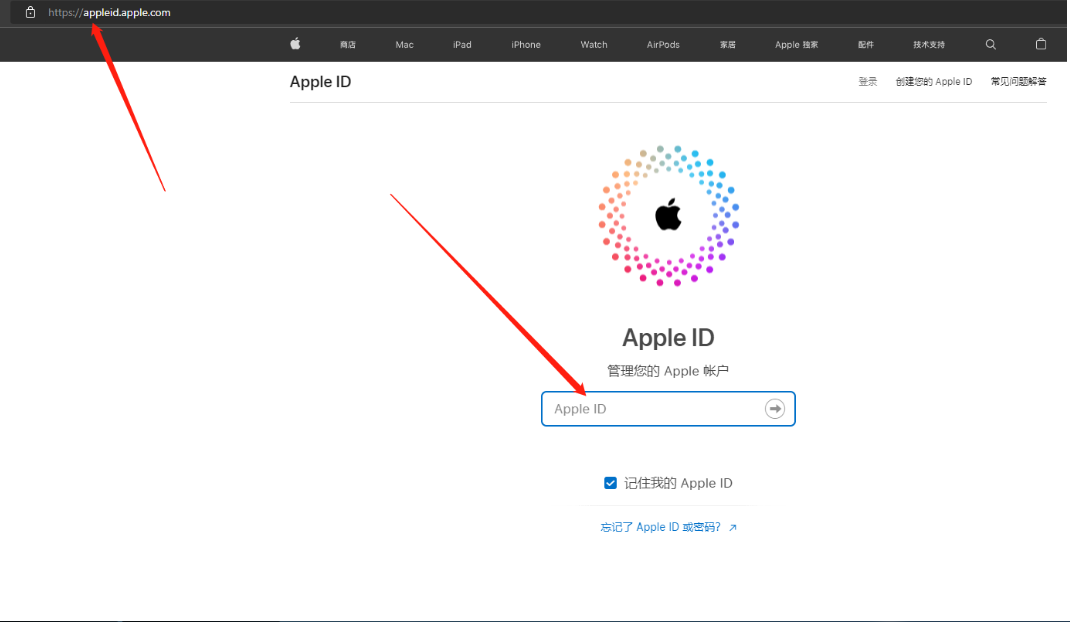 https://appleid.apple.com
商店 Mac iPad iPhone Watch AirPods 家居 Apple 独家 配件 技术支持
Apple ID 登录 创建您的 Apple ID 常见问题解答
Apple ID
管理您的 Apple 帐户
Apple ID
记住我的 Apple ID
忘记了 Apple ID 或密码? ↗